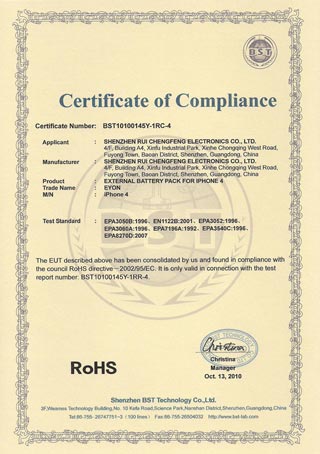 BST
Certificate of Compliance
Certificate Number: BST10100145Y-1RC-4
Applicant : SHENZHEN RUI CHENGFENG ELECTRONICS CO., LTD.
4/F, Building A4, Xinfu Industrial Park, Xinhe Chongqing West Road,
Fuyong Town, Baoan District, Shenzhen, Guangdong, China
Manufacturer : SHENZHEN RUI CHENGFENG ELECTRONICS CO., LTD.
4/F, Building A4, Xinfu Industrial Park, Xinhe Chongqing West Road,
Fuyong Town, Baoan District, Shenzhen, Guangdong, China
Product : EXTERNAL BATTERY PACK FOR IPHONE 4
Trade Name : EYON
M/N : iPhone 4
Test Standard : EPA3050B:1996、EN1122B:2001、EPA3052:1996、
EPA3060A:1996、EPA7196A:1992、EPA3540C:1996、
EPA8270D:2007
The EUT described above has been consolidated by us and found in compliance with
the council RoHS directive – 2002/95/EC. It is only valid in connection with the test
report number: BST10100145Y-1RR-4.
Christina
RoHS
Christina
Manager
Oct. 13, 2010
Shenzhen BST Technology Co.,Ltd.
3F,Weames Technology Building,No. 10 Kefa Road,Science Park,Nanshan District,Shenzhen,Guangdong,China
Tel:86-755-26747751~3 (100 lines) Fax:86-755-26504033 http://www.bst-lab.com